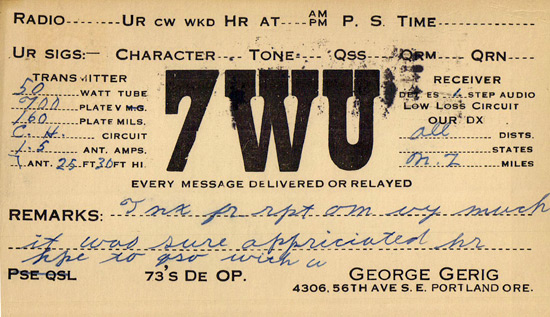 RADIO UR CW WKD HR AT AM PM P. S. TIME
UR SIGS:— CHARACTER TONE QSS QRM QRN
TRANSMITTER
50 WATT TUBE
700 PLATE V M.G.
160 PLATE MILS.
C. H. CIRCUIT
1.5 ANT. AMPS.
ANT. 25 FT 30 FT HI
7WU
RECEIVER
1 STEP AUDIO
LOW LOSS CIRCUIT
OUR DX
all DISTS.
STATES
n. Z MILES
EVERY MESSAGE DELIVERED OR RELAYED
REMARKS: Tnx fr rpt om vy much
it was sure appriciated hr
hpe to qso with u
PSE QSL 73'S DE OP. GEORGE GERIG
4306, 56TH AVE S.E. PORTLAND ORE.